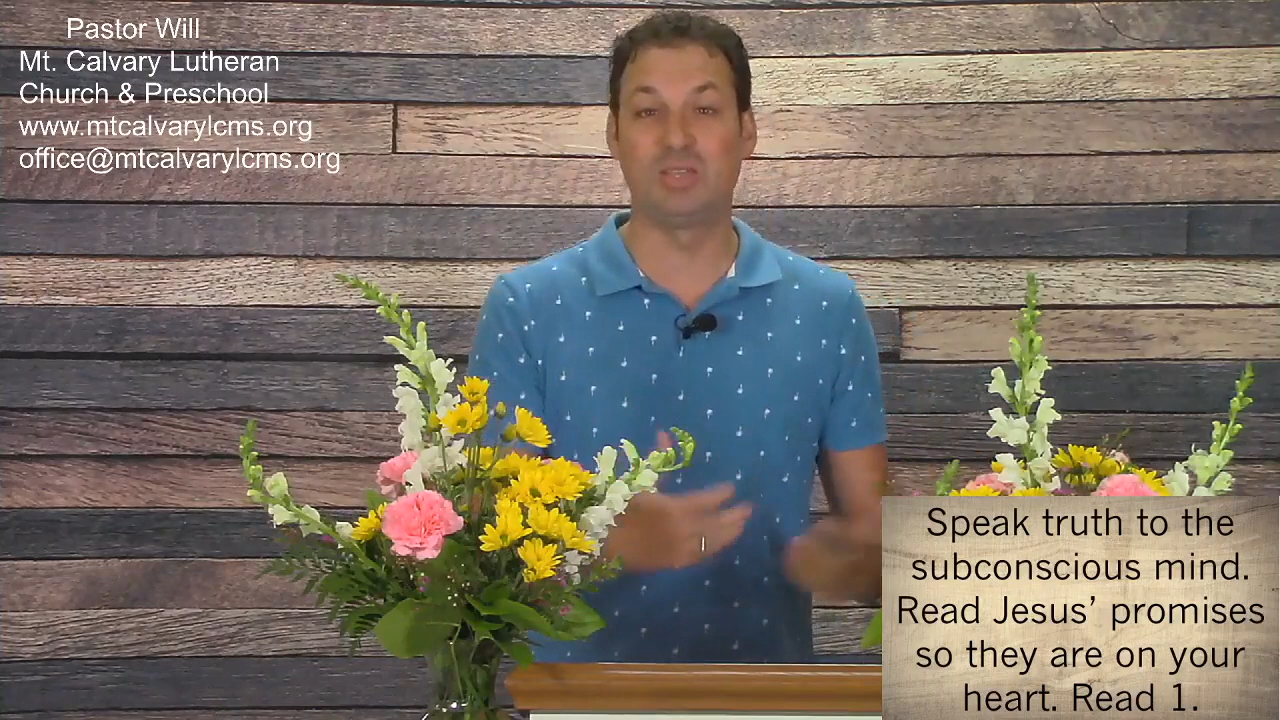 Pastor Will
Mt. Calvary Lutheran
Church & Preschool
www.mtcalvarylcms.org
office@mtcalvarylcms.org
Speak truth to the
subconscious mind.
Read Jesus’ promises
so they are on your
heart. Read 1.